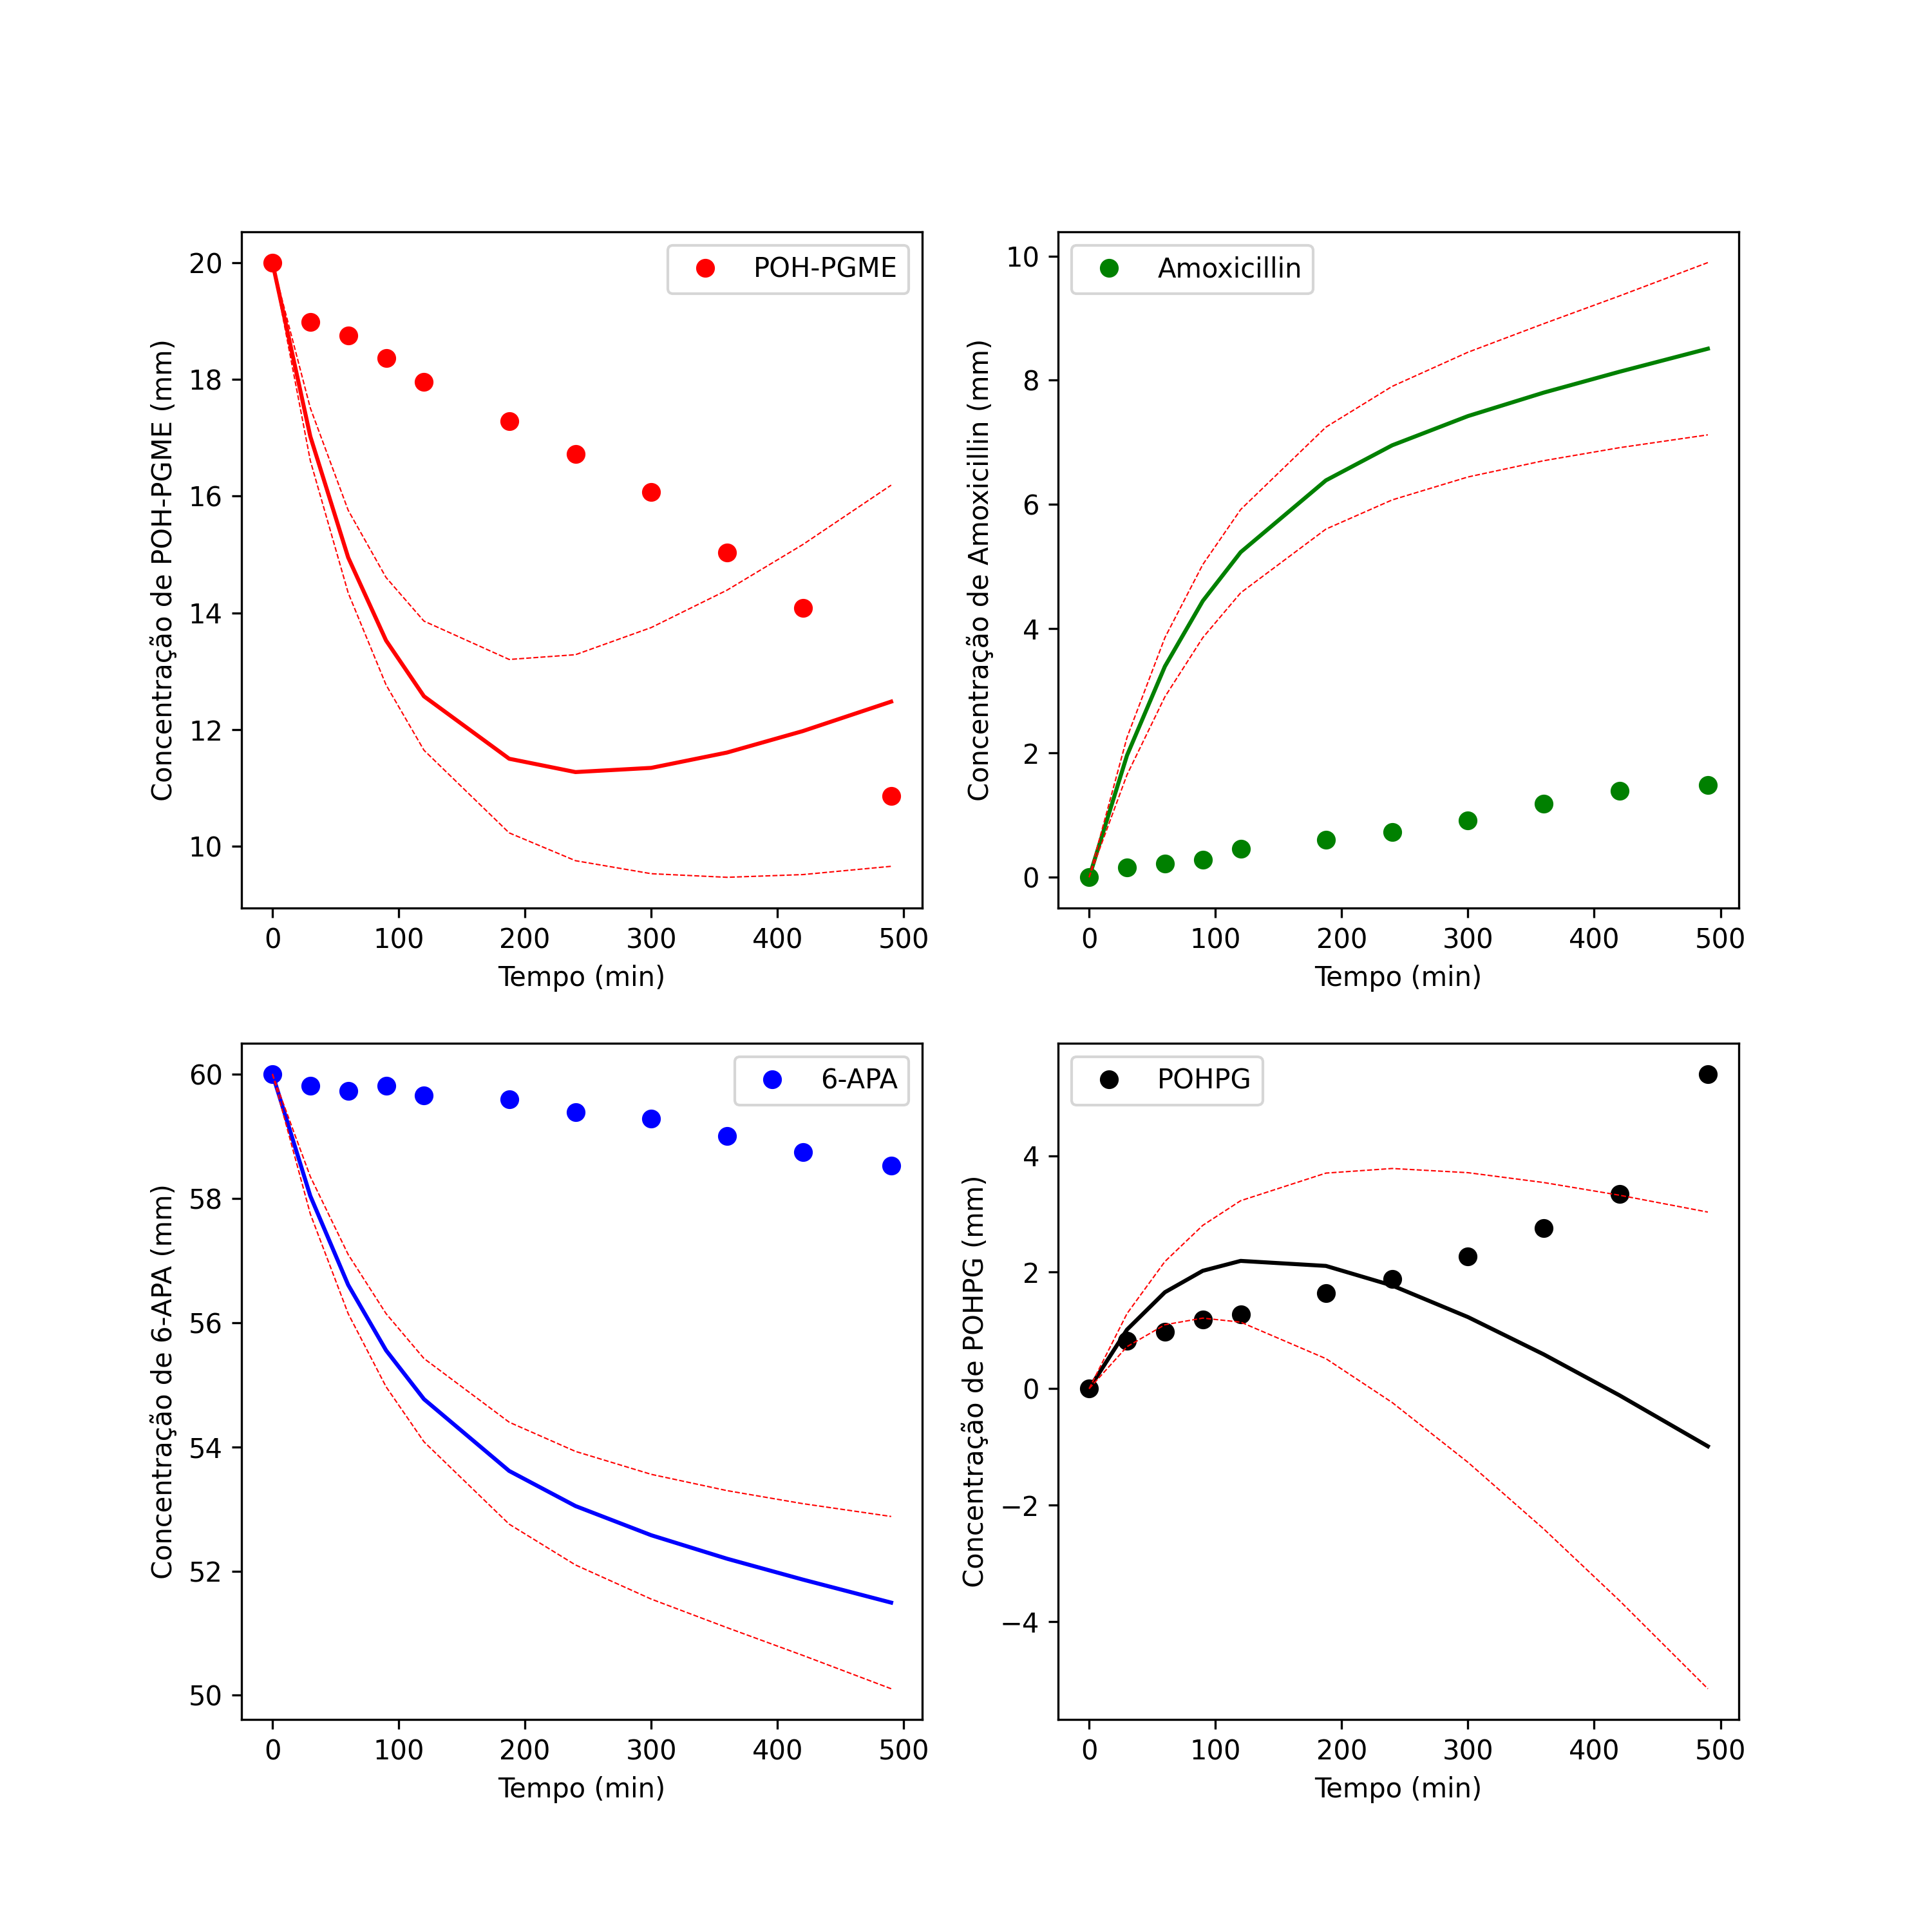 POH-PGME
Concentração de POH-PGME (mm)
20
18
16
14
12
10
0 100 200 300 400 500
Tempo (min)
Amoxicillin
Concentração de Amoxicillin (mm)
10
8
6
4
2
0
0 100 200 300 400 500
Tempo (min)
6-APA
Concentração de 6-APA (mm)
60
58
56
54
52
50
0 100 200 300 400 500
Tempo (min)
POHPG
Concentração de POHPG (mm)
4
2
0
−2
−4
0 100 200 300 400 500
Tempo (min)